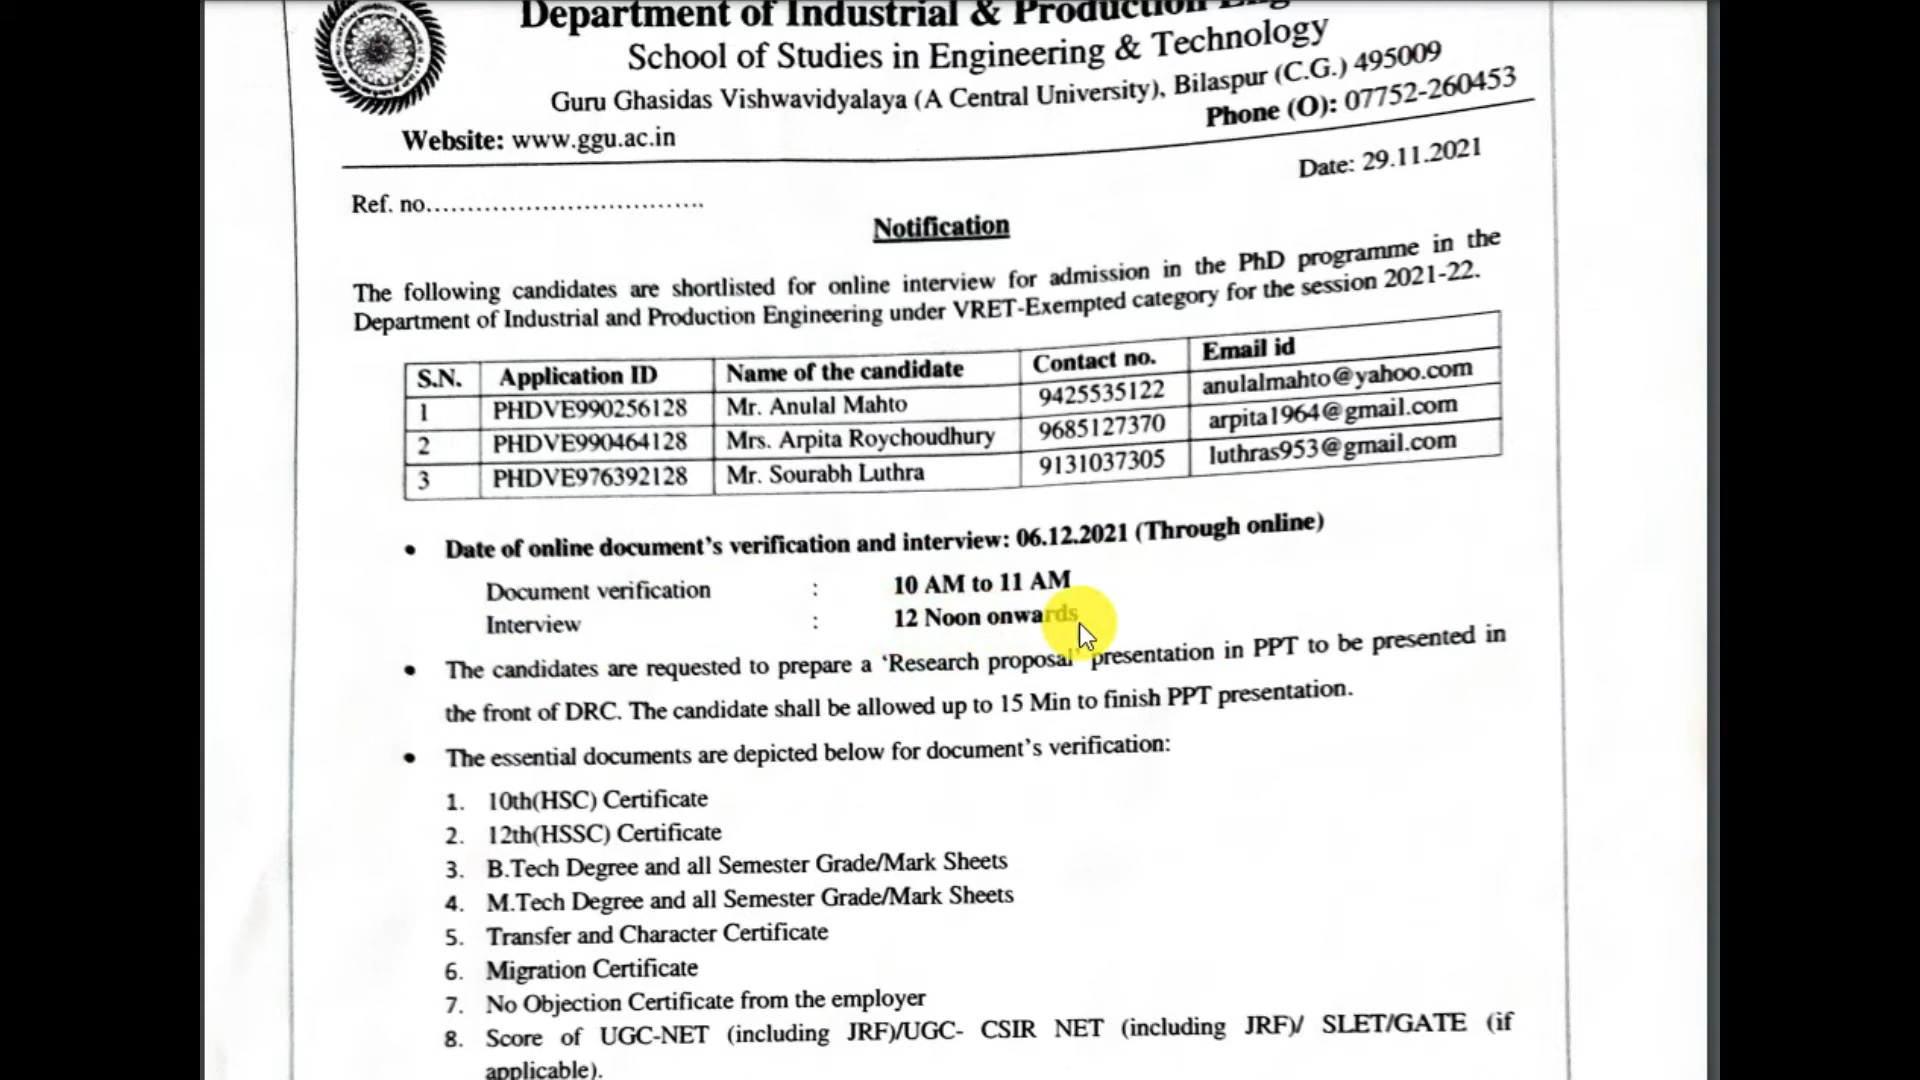 Department of Industrial & Production
School of Studies in Engineering & Technology
Guru Ghasidas Vishwavidyalaya (A Central University), Bilaspur (C.G.) 495009
Phone (O): 07752-260453
Website: www.ggu.ac.in
Date: 29.11.2021
Ref. no..................................
Notification
The following candidates are shortlisted for online interview for admission in the PhD programme in the
Department of Industrial and Production Engineering under VRET-Exempted category for the session 2021-22.
S.N. Application ID Name of the candidate Contact no. Email id
1 PHDVE990256128 Mr. Anulal Mahto 9425535122 anulalmahto@yahoo.com
2 PHDVE990464128 Mrs. Arpita Roychoudhury 9685127370 arpita1964@gmail.com
3 PHDVE976392128 Mr. Sourabh Luthra 9131037305 luthras953@gmail.com
• Date of online document's verification and interview: 06.12.2021 (Through online)
Document verification : 10 AM to 11 AM
Interview : 12 Noon onwards
• The candidates are requested to prepare a 'Research proposal' presentation in PPT to be presented in
the front of DRC. The candidate shall be allowed up to 15 Min to finish PPT presentation.
• The essential documents are depicted below for document's verification:
1. 10th(HSC) Certificate
2. 12th(HSSC) Certificate
3. B.Tech Degree and all Semester Grade/Mark Sheets
4. M.Tech Degree and all Semester Grade/Mark Sheets
5. Transfer and Character Certificate
6. Migration Certificate
7. No Objection Certificate from the employer
8. Score of UGC-NET (including JRF)/UGC- CSIR NET (including JRF)/ SLET/GATE (if
applicable).